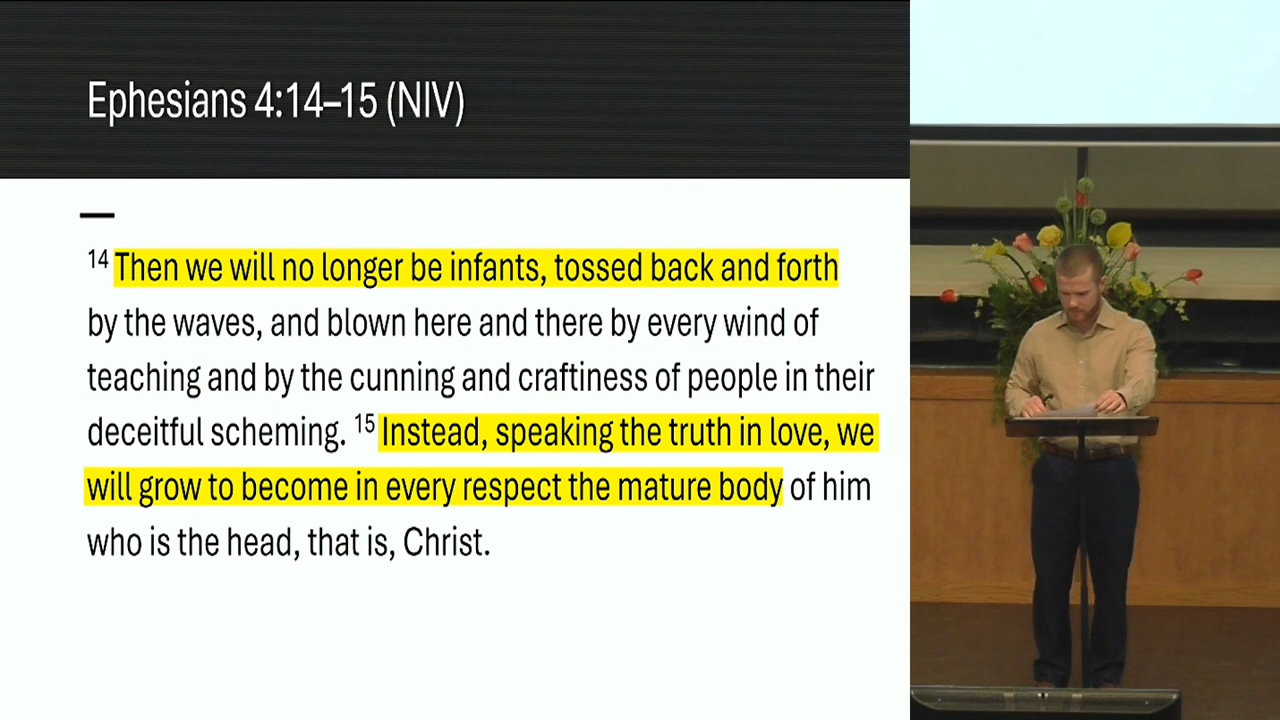 Ephesians 4:14–15 (NIV)
14 Then we will no longer be infants, tossed back and forth
by the waves, and blown here and there by every wind of
teaching and by the cunning and craftiness of people in their
deceitful scheming. 15 Instead, speaking the truth in love, we
will grow to become in every respect the mature body of him
who is the head, that is, Christ.